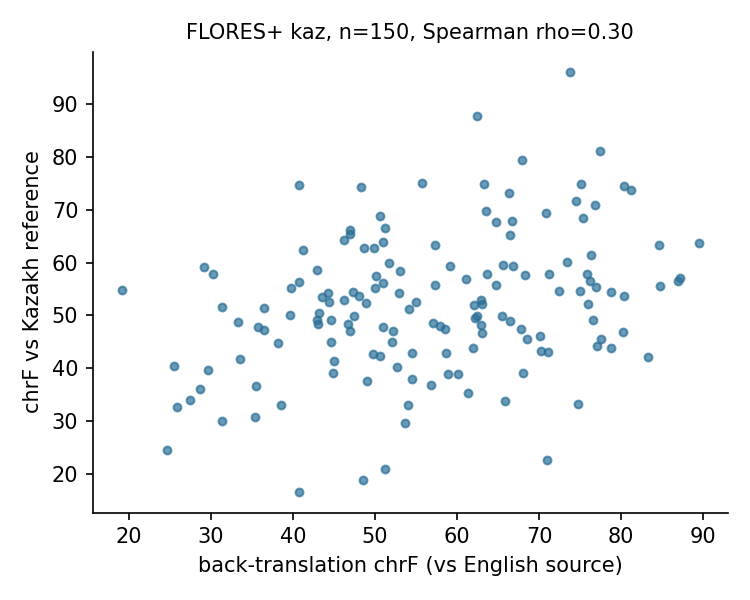 FLORES+ kaz, n=150, Spearman rho=0.30
chrF vs Kazakh reference
90
80
70
60
50
40
30
20
20 30 40 50 60 70 80 90
back-translation chrF (vs English source)